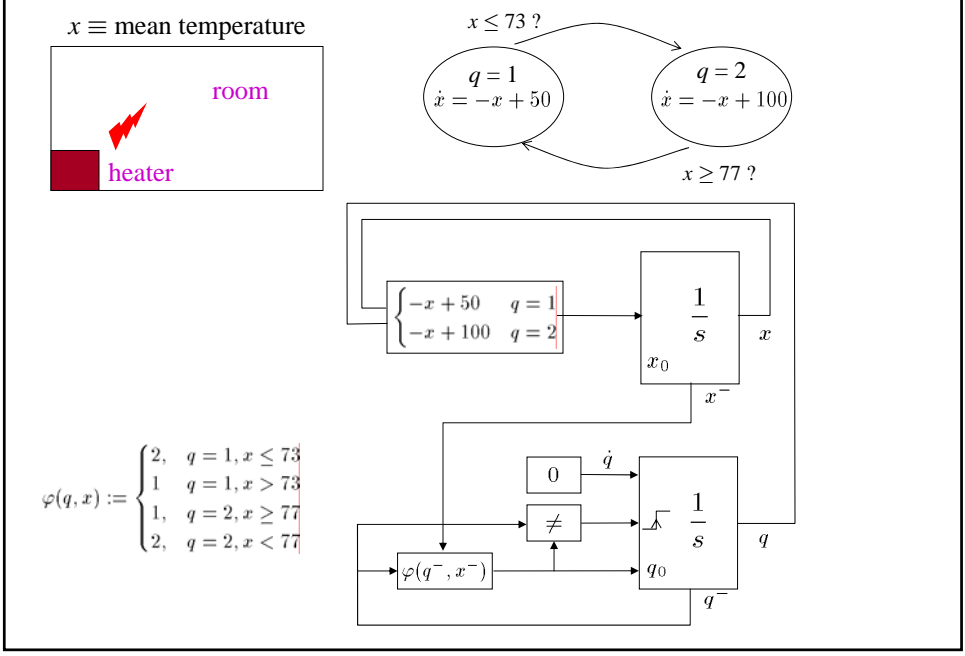 x ≡ mean temperature
room
heater
x ≤ 73 ?
q = 1
ẋ = −x + 50
q = 2
ẋ = −x + 100
x ≥ 77 ?
−x + 50 q = 1
−x + 100 q = 2
1
s
x₀
x
x⁻
φ(q, x) :=
2, q = 1, x ≤ 73
1 q = 1, x > 73
1, q = 2, x ≥ 77
2, q = 2, x < 77
0
q̇
≠
φ(q⁻, x⁻)
1
s
q₀
q
q⁻